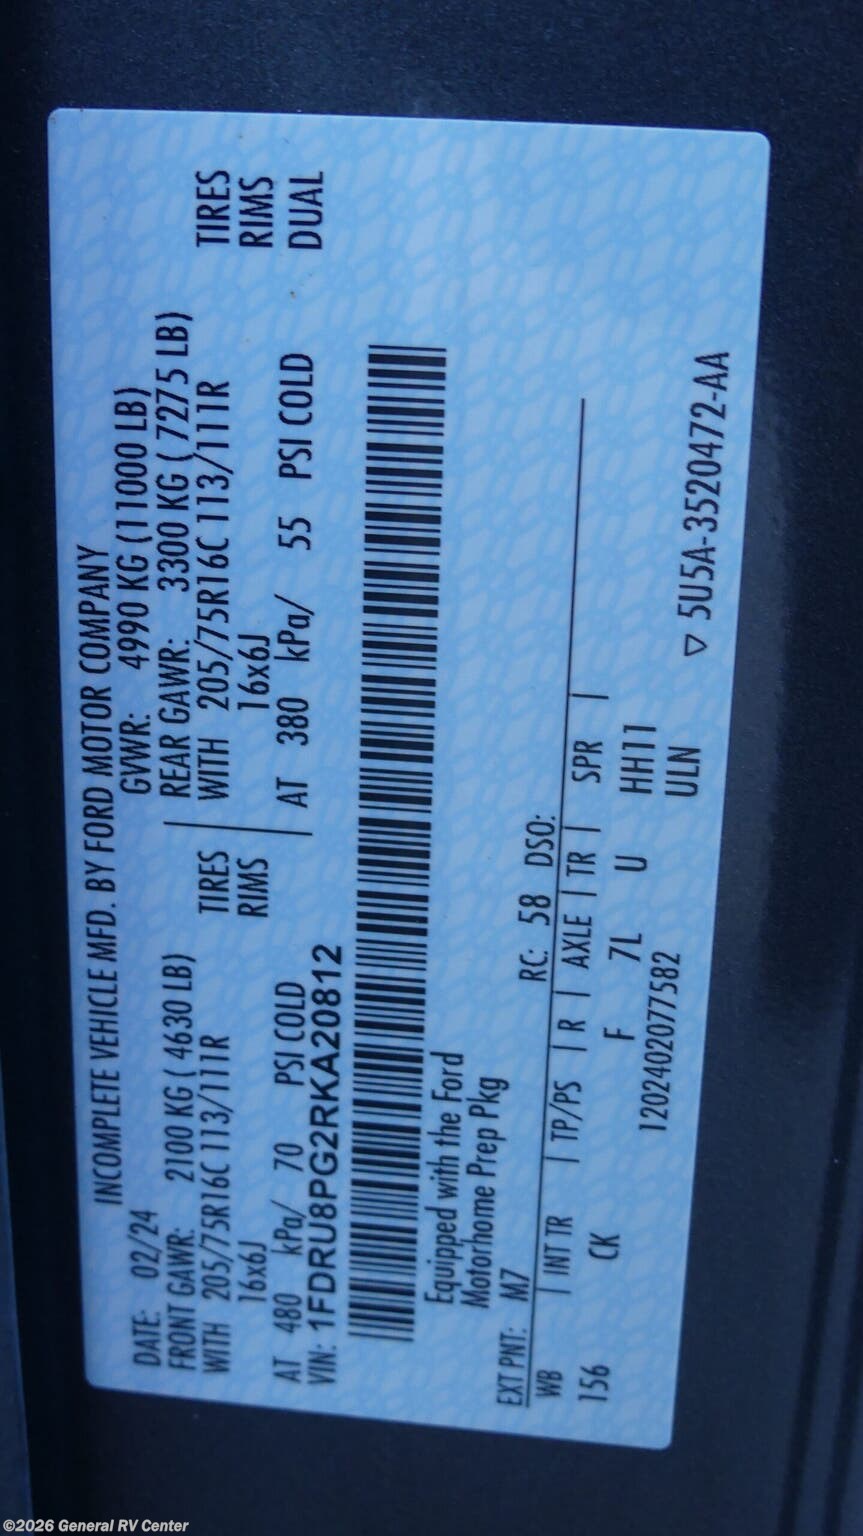 INCOMPLETE VEHICLE MFD. BY FORD MOTOR COMPANY
DATE: 02/24 GVWR: 4990 KG (11000 LB)
FRONT GAWR: 2100 KG ( 4630 LB) REAR GAWR: 3300 KG ( 7275 LB)
WITH 205/75R16C 113/111R TIRES WITH 205/75R16C 113/111R TIRES
16x6J RIMS 16x6J RIMS
AT 480 kPa/ 70 PSI COLD AT 380 kPa/ 55 PSI COLD DUAL
VIN: 1FDRU8PG2RKA20812
Equipped with the Ford
Motorhome Prep Pkg
EXT PNT: M7 RC: 58 DSO:
WB | INT TR | TP/PS | R | AXLE | TR | SPR |
156 CK F 7L U HH11
1202402077582 ULN
▽ 5U5A-3520472-AA
©2026 General RV Center